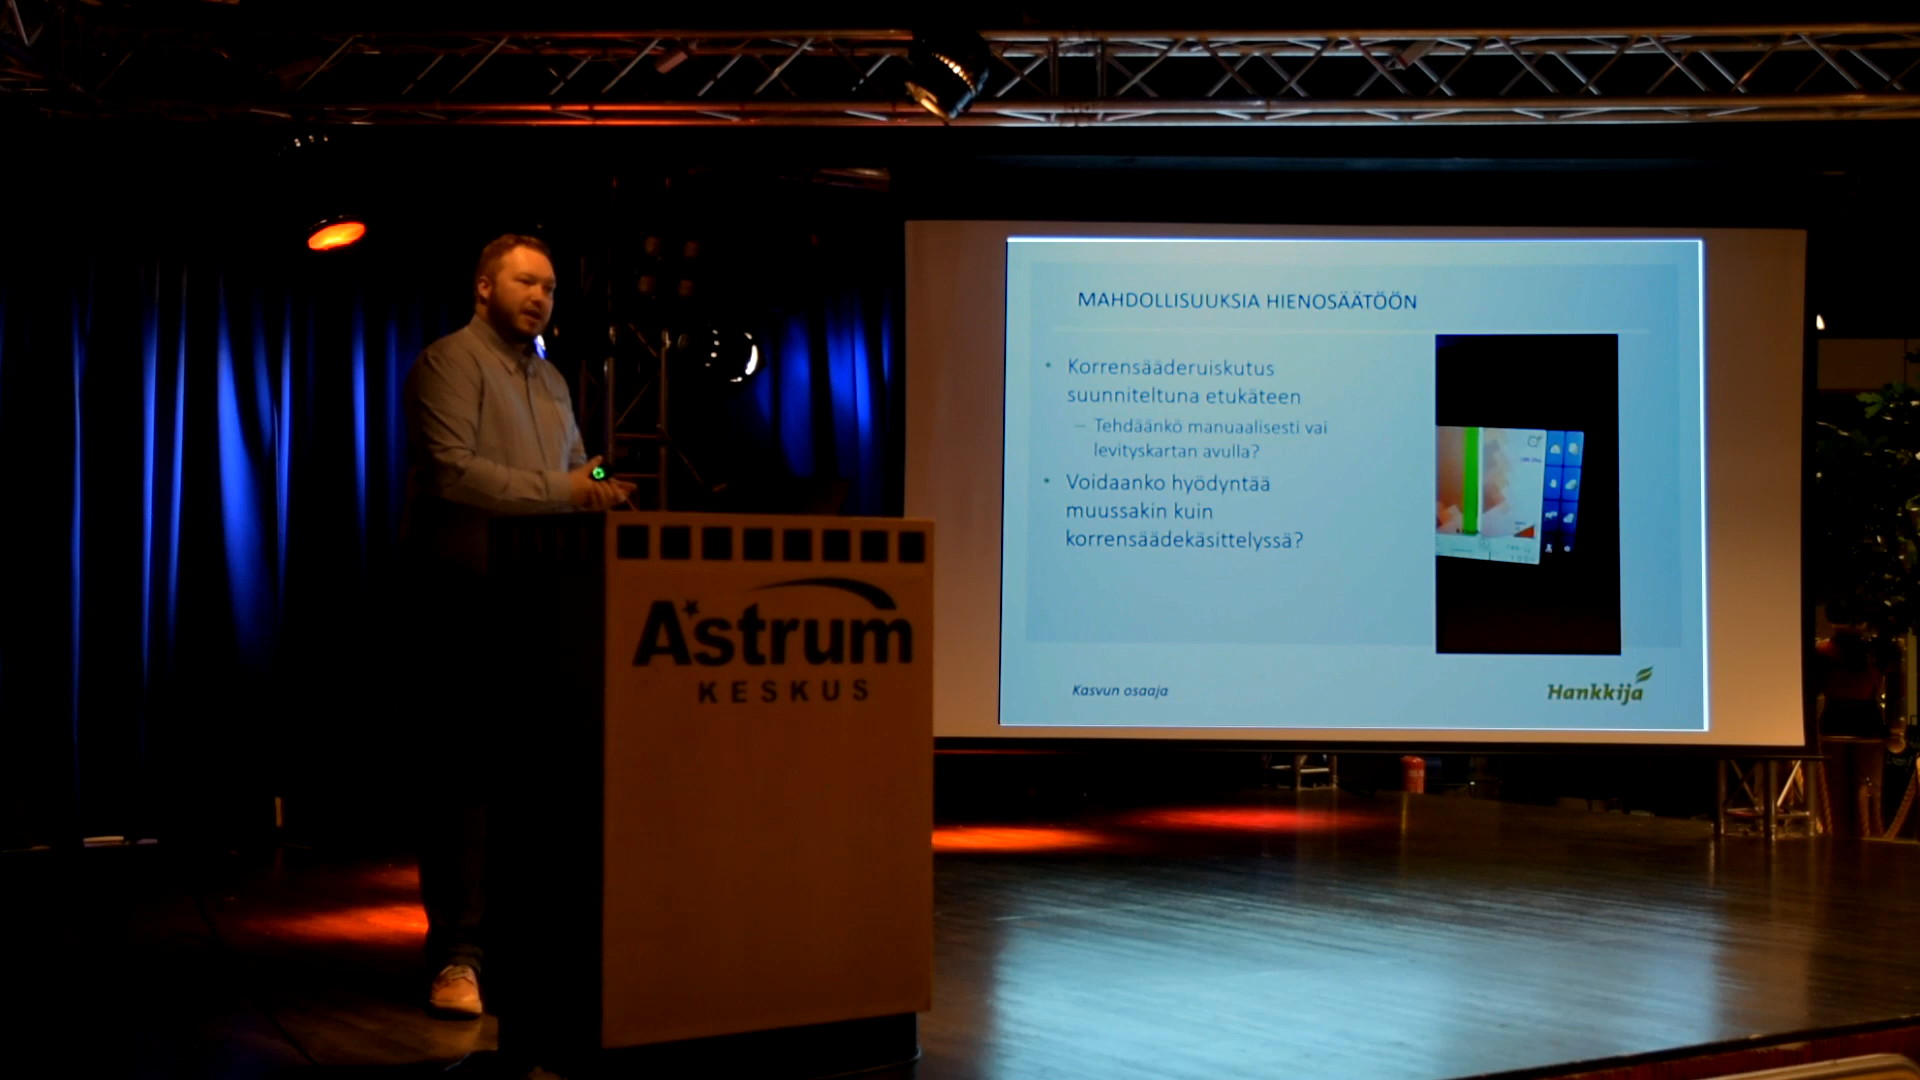 MAHDOLLISUUKSIA HIENOSÄÄTÖÖN
• Korrensääderuiskutus
suunniteltuna etukäteen
– Tehdäänkö manuaalisesti vai
levityskartan avulla?
• Voidaanko hyödyntää
muussakin kuin
korrensäädekäsittelyssä?
Kasvun osaaja
Hankkija
Astrum
KESKUS